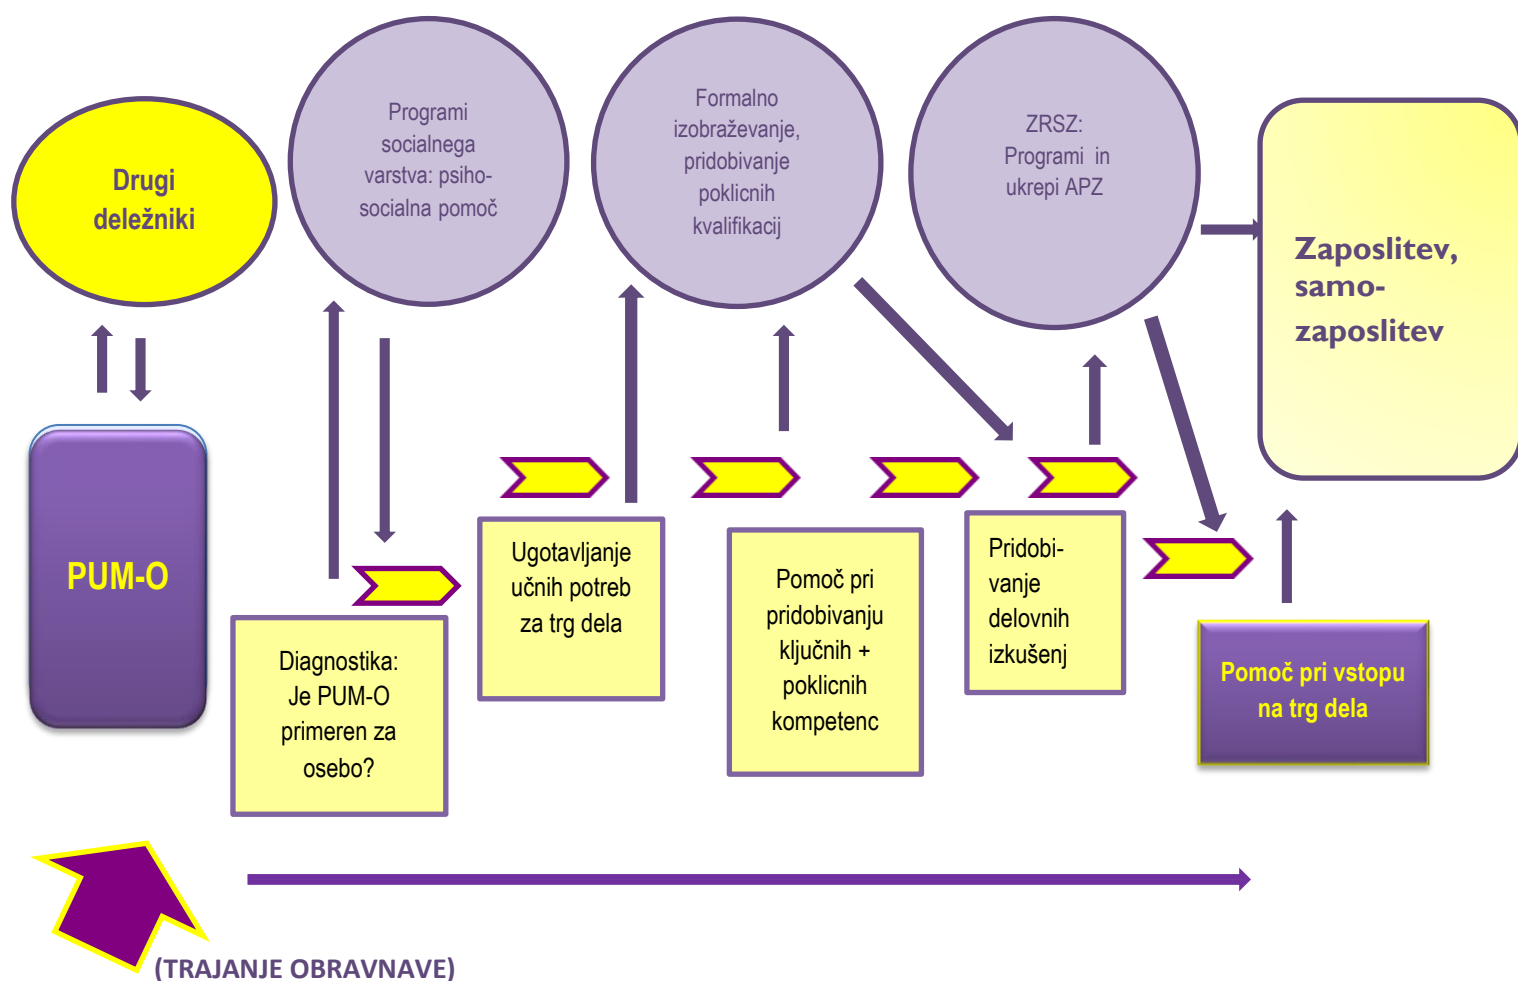 Drugi
deležniki
Programi
socialnega
varstva: psiho-
socialna pomoč
Formalno
izobraževanje,
pridobivanje
poklicnih
kvalifikacij
ZRSZ:
Programi in
ukrepi APZ
Zaposlitev,
samo-
zaposlitev
PUM-O
Diagnostika:
Je PUM-O
primeren za
osebo?
Ugotavljanje
učnih potreb
za trg dela
Pomoč pri
pridobivanju
ključnih +
poklicnih
kompetenc
Pridobi-
vanje
delovnih
izkušenj
Pomoč pri vstopu
na trg dela
(TRAJANJE OBRAVNAVE)